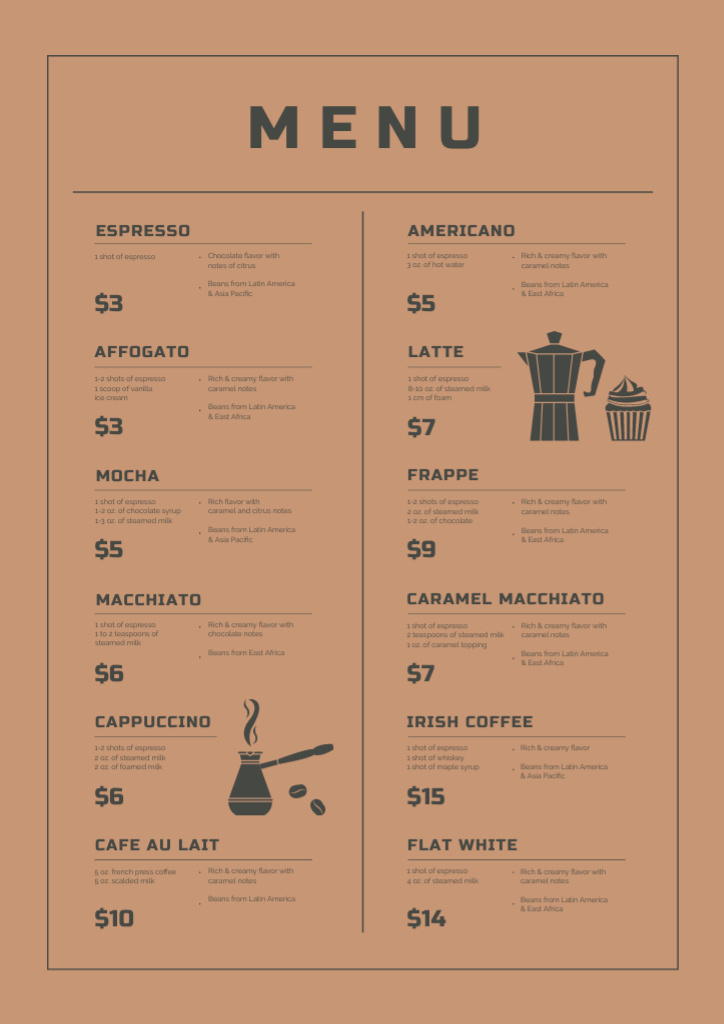 MENU
ESPRESSO
1 shot of espresso
• Chocolate flavor with
notes of citrus
• Beans from Latin America
& Asia Pacific
$3
AFFOGATO
1-2 shots of espresso
1 scoop of vanilla
ice cream
• Rich & creamy flavor with
caramel notes
• Beans from Latin America
& East Africa
$3
MOCHA
1 shot of espresso
1-2 oz. of chocolate syrup
1-3 oz. of steamed milk
• Rich flavor with
caramel and citrus notes
• Beans from Latin America
& Asia Pacific
$5
MACCHIATO
1 shot of espresso
1 to 2 teaspoons of
steamed milk
• Rich & creamy flavor with
chocolate notes
• Beans from East Africa
$6
CAPPUCCINO
1-2 shots of espresso
2 oz. of steamed milk
2 oz. of foamed milk
$6
CAFE AU LAIT
5 oz. french press coffee
5 oz. scalded milk
• Rich & creamy flavor with
caramel notes
• Beans from Latin America
$10
AMERICANO
1 shot of espresso
3 oz. of hot water
• Rich & creamy flavor with
caramel notes
• Beans from Latin America
& East Africa
$5
LATTE
1 shot of espresso
8-10 oz. of steamed milk
1 cm of foam
$7
FRAPPE
1-2 shots of espresso
2 oz. of steamed milk
1-2 oz. of chocolate
• Rich & creamy flavor with
caramel notes
• Beans from Latin America
& East Africa
$9
CARAMEL MACCHIATO
1 shot of espresso
2 teaspoons of steamed milk
1 oz. of caramel topping
• Rich & creamy flavor with
caramel notes
• Beans from Latin America
& East Africa
$7
IRISH COFFEE
1 shot of espresso
1 shot of whiskey
1 shot of maple syrup
• Rich & creamy flavor
• Beans from Latin America
& Asia Pacific
$15
FLAT WHITE
1 shot of espresso
4 oz. of steamed milk
• Rich & creamy flavor with
caramel notes
• Beans from Latin America
& East Africa
$14